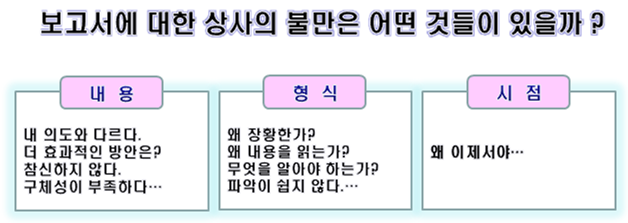 보고서에 대한 상사의 불만은 어떤 것들이 있을까 ?
내 용
내 의도와 다르다.
더 효과적인 방안은?
참신하지 않다.
구체성이 부족하다…
형 식
왜 장황한가?
왜 내용을 읽는가?
무엇을 알아야 하는가?
파악이 쉽지 않다.…
시 점
왜 이제서야…